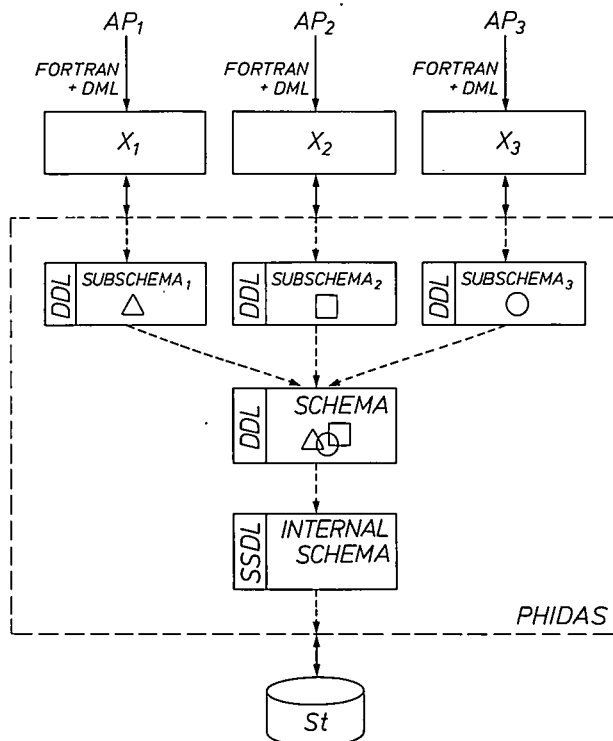 AP₁ AP₂ AP₃
FORTRAN FORTRAN FORTRAN
+ DML + DML + DML
X₁ X₂ X₃
DDL SUBSCHEMA₁ DDL SUBSCHEMA₂ DDL SUBSCHEMA₃
DDL SCHEMA
SSDL INTERNAL
SCHEMA
PHIDAS
St